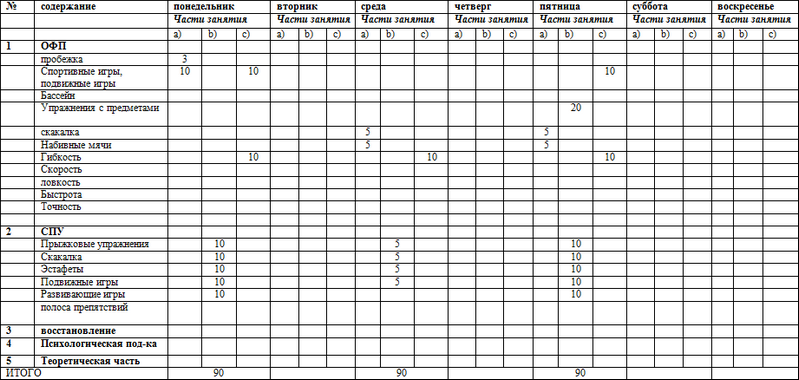 № содержание понедельник вторник среда четверг пятница суббота воскресенье
Части занятия Части занятия Части занятия Части занятия Части занятия Части занятия Части занятия
a) b) c) a) b) c) a) b) c) a) b) c) a) b) c) a) b) c) a) b) c)
1 ОФП
пробежка 3
Спортивные игры, 10 10 10
подвижные игры
Бассейн
Упражнения с предметами 20
скакалка 5 5
Набивные мячи 5 5
Гибкость 10 10 10
Скорость
ловкость
Быстрота
Точность
2 СПУ
Прыжковые упражнения 10 5 10
Скакалка 10 5 10
Эстафеты 10 5 10
Подвижные игры 10 5 10
Развивающие игры 10 10
полоса препятствий
3 восстановление
4 Психологическая под-ка
5 Теоретическая часть
ИТОГО 90 90 90